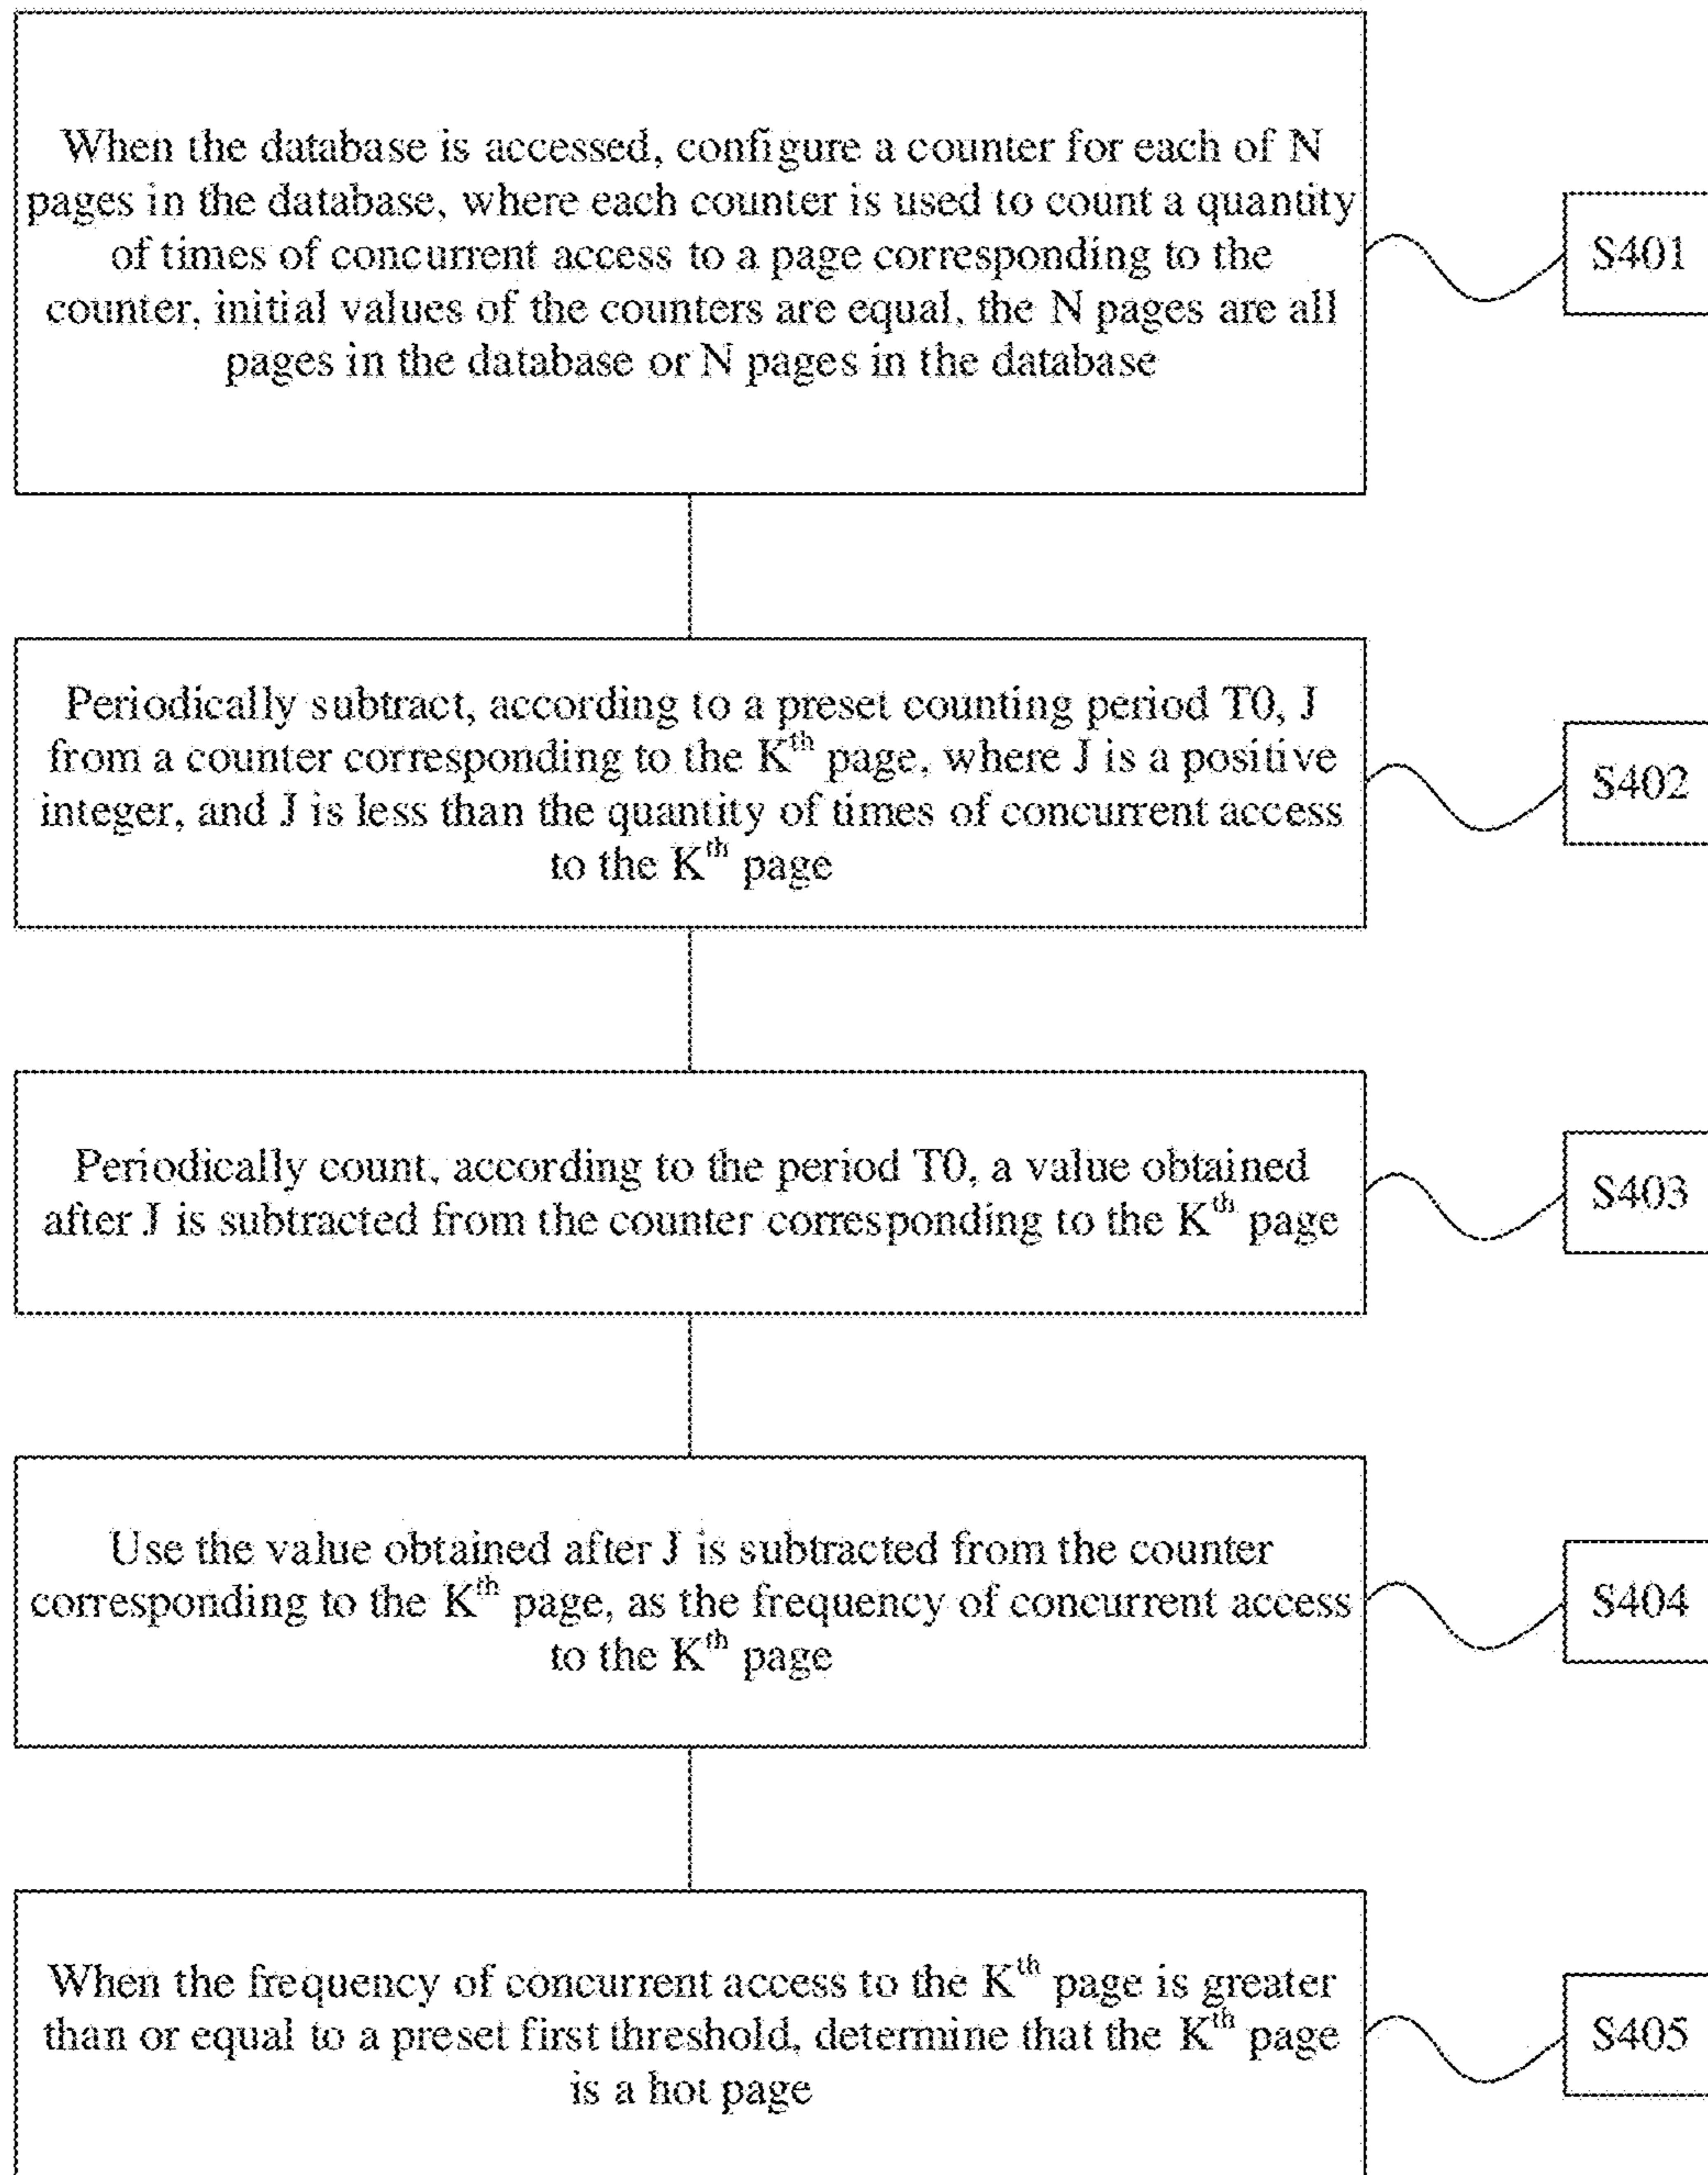 When the database is accessed, configure a counter for each of N
pages in the database, where each counter is used to count a quantity
of times of concurrent access to a page corresponding to the
counter, initial values of the counters are equal, the N pages are all
pages in the database or N pages in the database
S401
Periodically subtract, according to a preset counting period T0, J
from a counter corresponding to the Kth page, where J is a positive
integer, and J is less than the quantity of times of concurrent access
to the Kth page
S402
Periodically count, according to the period T0, a value obtained
after J is subtracted from the counter corresponding to the Kth page
S403
Use the value obtained after J is subtracted from the counter
corresponding to the Kth page, as the frequency of concurrent access
to the Kth page
S404
When the frequency of concurrent access to the Kth page is greater
than or equal to a preset first threshold, determine that the Kth page
is a hot page
S405